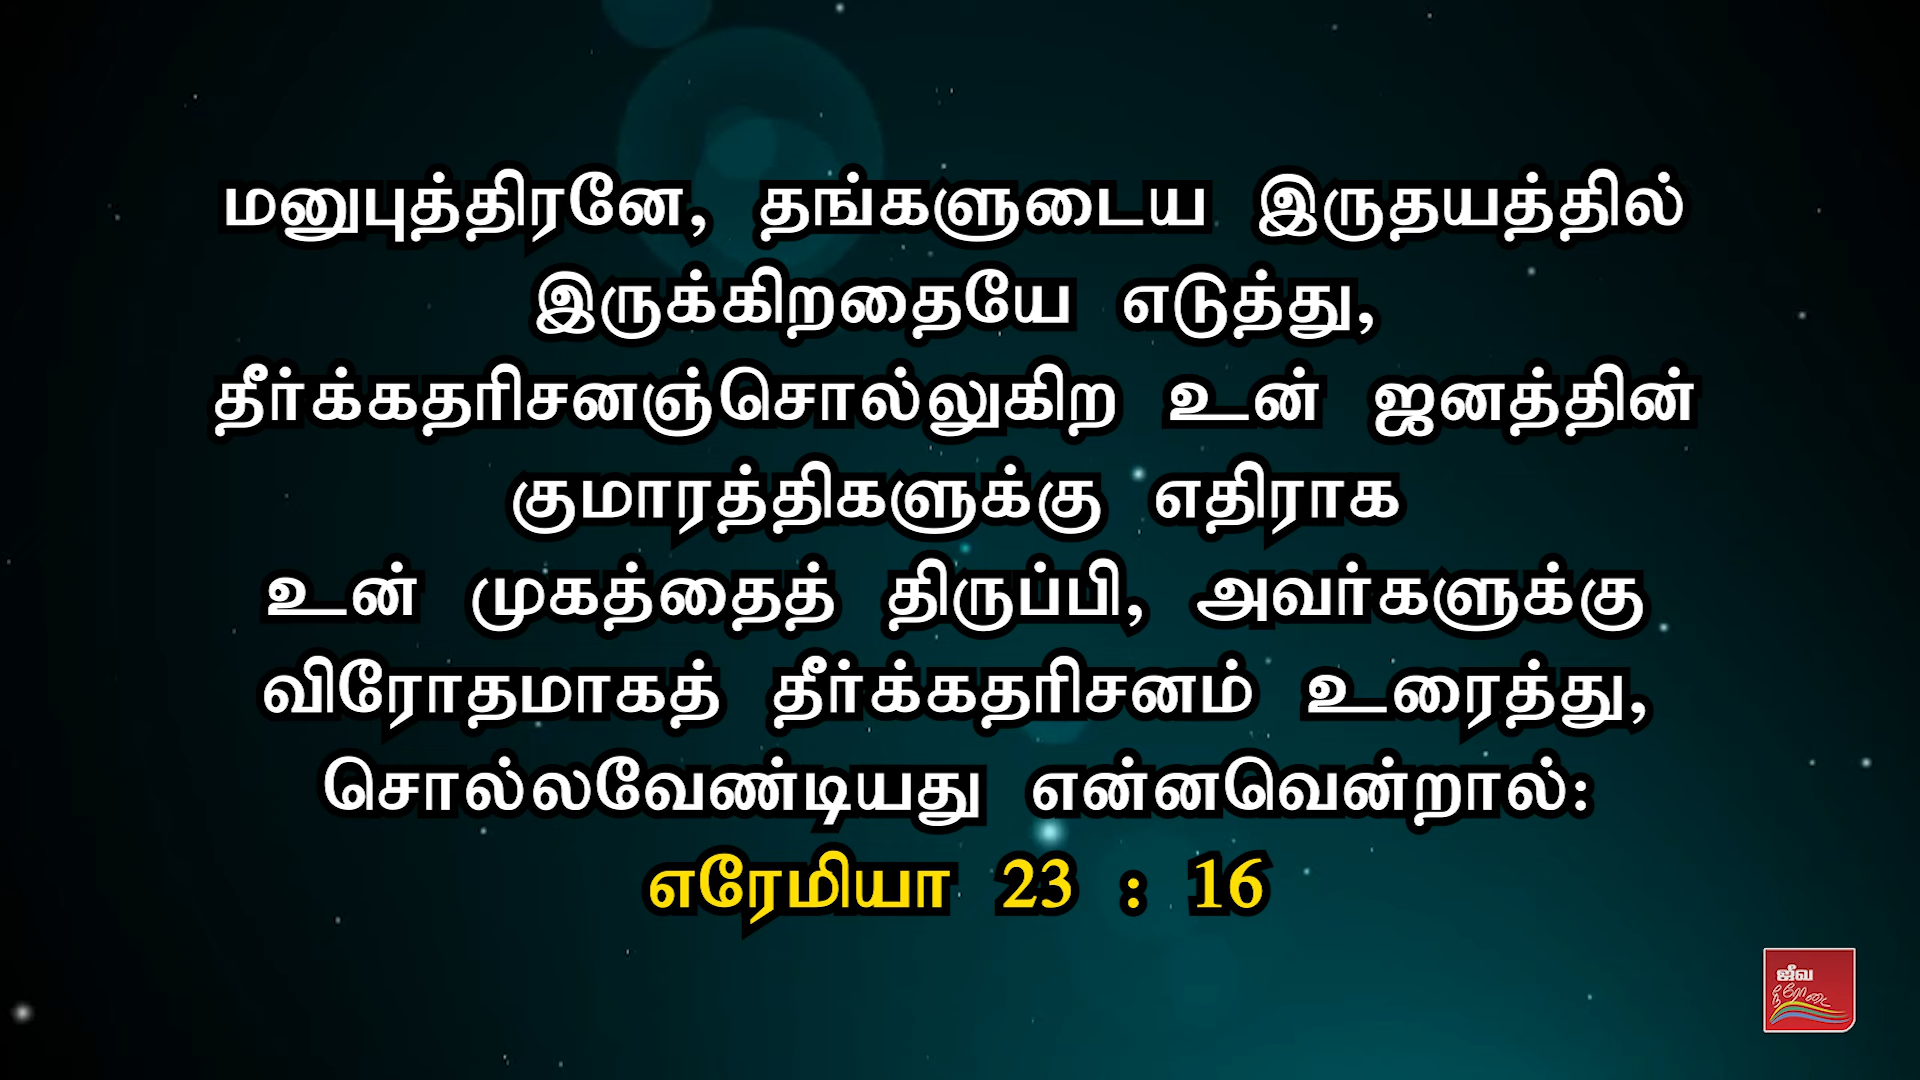 மனுபுத்திரனே, தங்களுடைய இருதயத்தில்
இருக்கிறதையே எடுத்து,
தீர்க்கதரிசனஞ்சொல்லுகிற உன் ஜனத்தின்
குமாரத்திகளுக்கு எதிராக
உன் முகத்தைத் திருப்பி, அவர்களுக்கு
விரோதமாகத் தீர்க்கதரிசனம் உரைத்து,
சொல்லவேண்டியது என்னவென்றால்:
எரேமியா 23 : 16
ஜீவ
நீரோடை